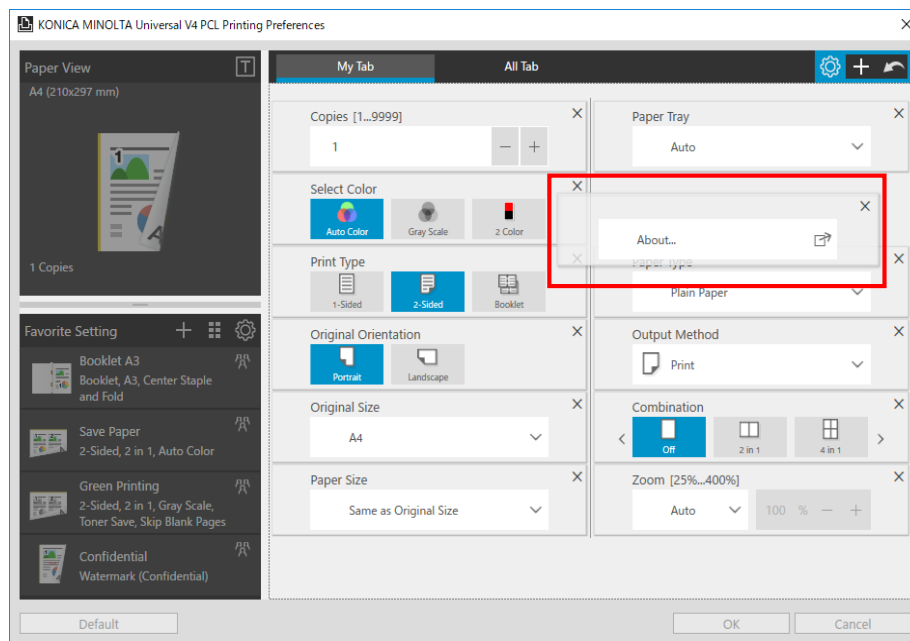 KONICA MINOLTA Universal V4 PCL Printing Preferences
Paper View
T
A4 (210x297 mm)
1
1 Copies
Favorite Setting
Booklet A3
Booklet, A3, Center Staple
and Fold
Save Paper
2-Sided, 2 in 1, Auto Color
Green Printing
2-Sided, 2 in 1, Gray Scale,
Toner Save, Skip Blank Pages
Confidential
Watermark (Confidential)
Default
My Tab
All Tab
Copies [1...9999]
1
Select Color
Auto Color
Gray Scale
2 Color
Print Type
1-Sided
2-Sided
Booklet
Original Orientation
Portrait
Landscape
Original Size
A4
Paper Size
Same as Original Size
Paper Tray
Auto
About...
Paper Type
Plain Paper
Output Method
Print
Combination
Off
2 in 1
4 in 1
Zoom [25%...400%]
Auto
100 %
OK
Cancel